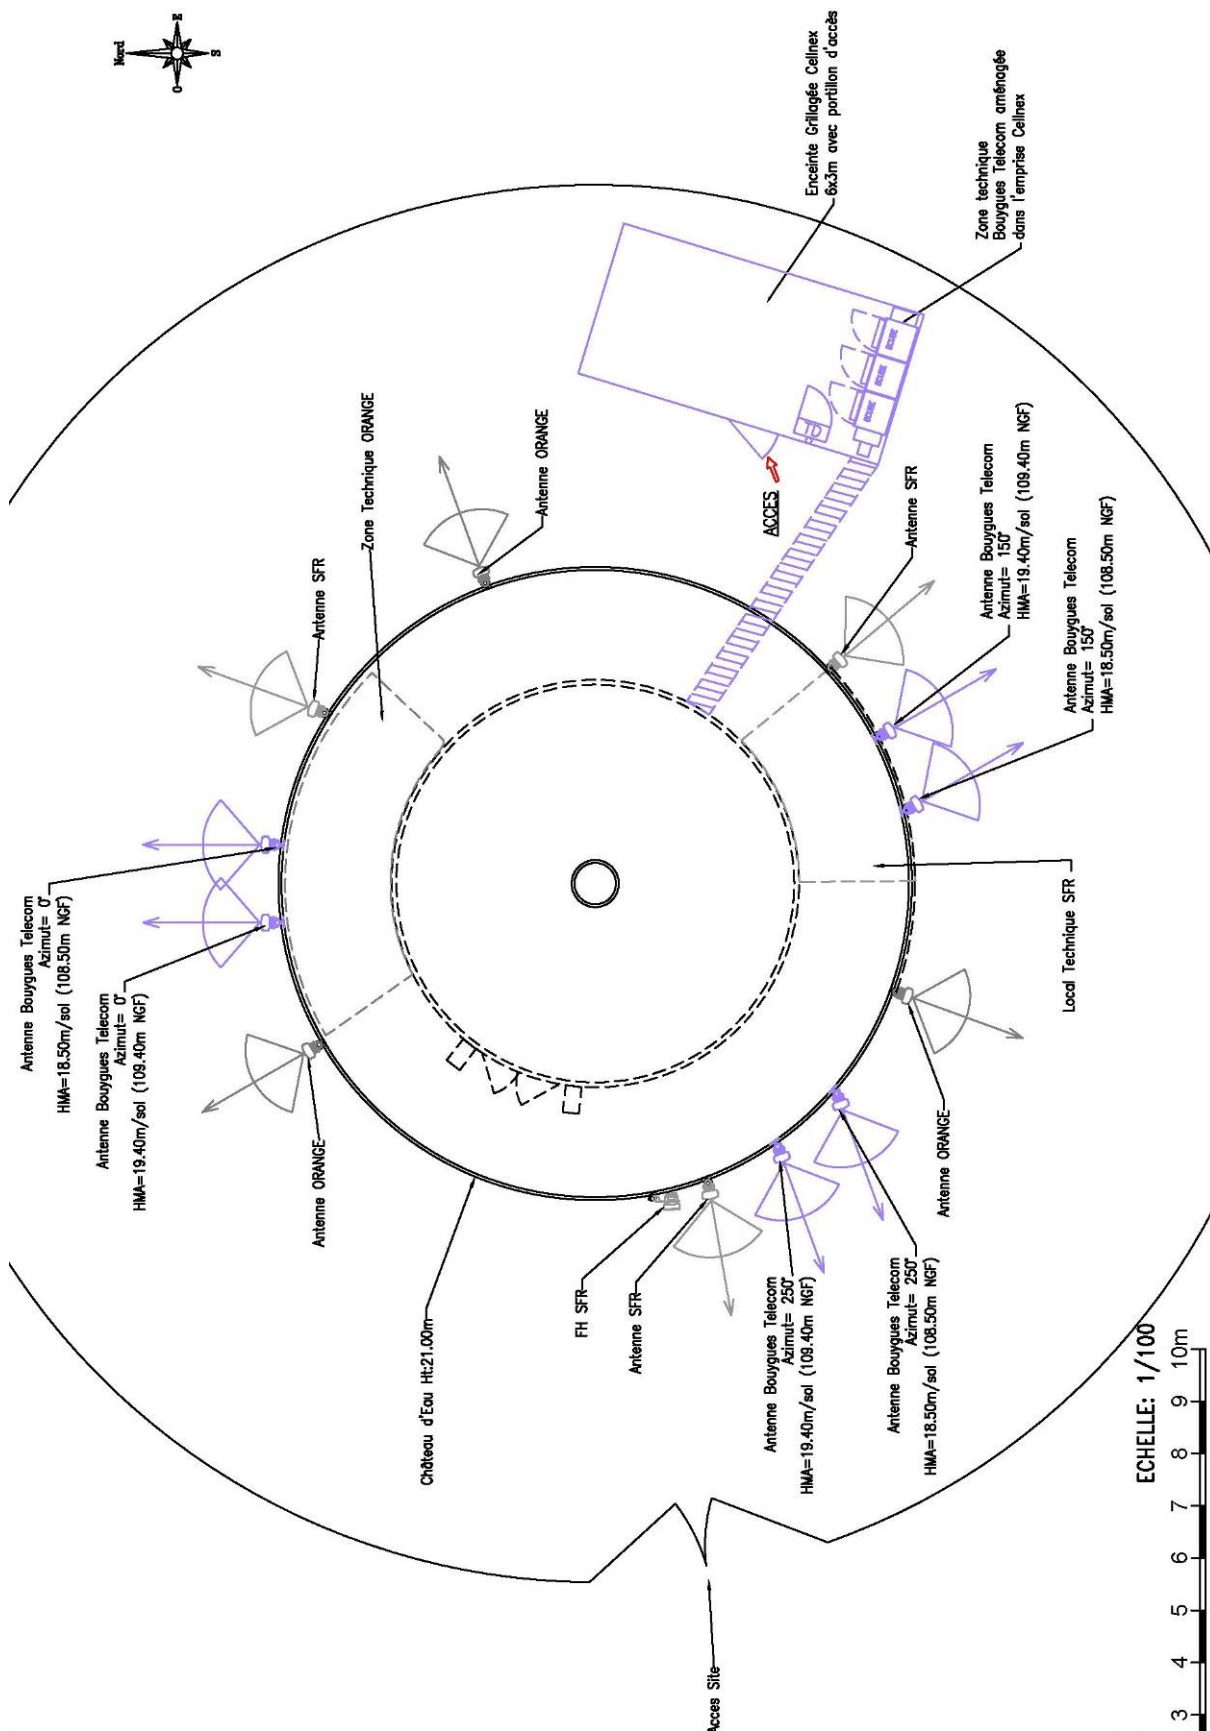 Nord
E
S
O
Enceinte Grillagée Cellnex
6x3m avec portillon d'accès
Zone technique
Bouygues Telecom aménagée
dans l'emprise Cellnex
Zone Technique ORANGE
Antenne ORANGE
Antenne SFR
ACCES
Antenne SFR
Antenne Bouygues Telecom
Azimut= 150°
HMA=19.40m/sol (109.40m NGF)
Antenne Bouygues Telecom
Azimut= 150°
HMA=18.50m/sol (108.50m NGF)
Antenne Bouygues Telecom
Azimut= 0°
HMA=18.50m/sol (108.50m NGF)
Antenne Bouygues Telecom
Azimut= 0°
HMA=19.40m/sol (109.40m NGF)
Antenne ORANGE
Château d'Eau Ht:21.00m
FH SFR
Antenne SFR
Antenne Bouygues Telecom
Azimut= 250°
HMA=19.40m/sol (109.40m NGF)
Antenne Bouygues Telecom
Azimut= 250°
HMA=18.50m/sol (108.50m NGF)
Antenne ORANGE
Local Technique SFR
Acces Site
ECHELLE: 1/100
3 4 5 6 7 8 9 10m